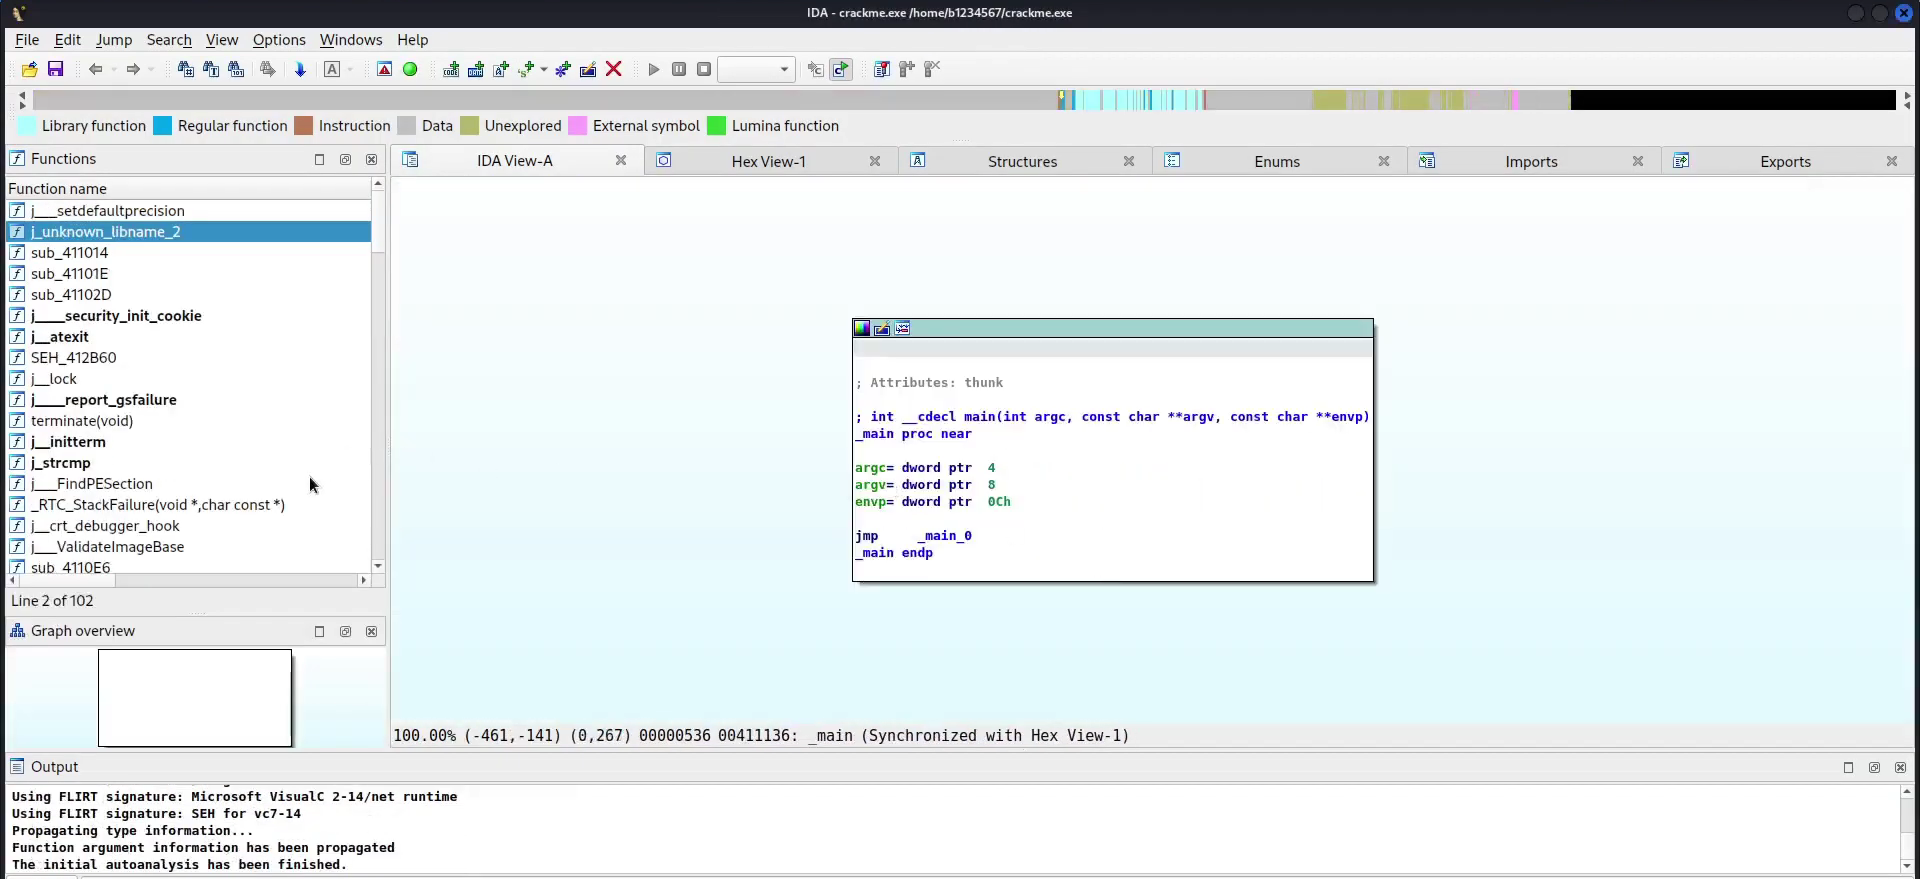 IDA - crackme.exe /home/b1234567/crackme.exe
File Edit Jump Search View Options Windows Help
Library function Regular function Instruction Data Unexplored External symbol Lumina function
Functions
IDA View-A Hex View-1 Structures Enums Imports Exports
Function name
j___setdefaultprecision
j_unknown_libname_2
sub_411014
sub_41101E
sub_41102D
j____security_init_cookie
j__atexit
SEH_412B60
j__lock
j____report_gsfailure
terminate(void)
j__initterm
j_strcmp
j___FindPESection
_RTC_StackFailure(void *,char const *)
j__crt_debugger_hook
j___ValidateImageBase
sub_4110E6
Line 2 of 102
Graph overview
; Attributes: thunk
; int __cdecl main(int argc, const char **argv, const char **envp)
_main proc near
argc= dword ptr  4
argv= dword ptr  8
envp= dword ptr  0Ch
jmp     _main_0
_main endp
100.00% (-461,-141) (0,267) 00000536 00411136: _main (Synchronized with Hex View-1)
Output
Using FLIRT signature: Microsoft VisualC 2-14/net runtime
Using FLIRT signature: SEH for vc7-14
Propagating type information...
Function argument information has been propagated
The initial autoanalysis has been finished.